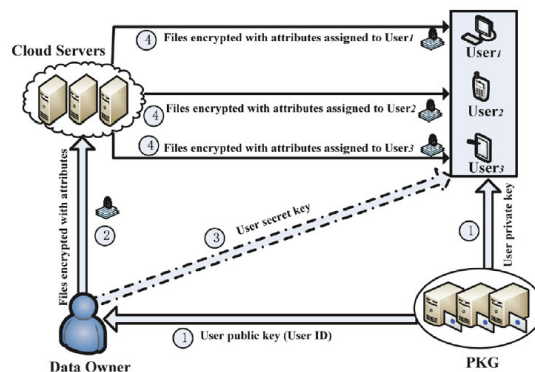 Cloud Servers
4 Files encrypted with attributes assigned to User1
User1
4 Files encrypted with attributes assigned to User2
User2
4 Files encrypted with attributes assigned to User3
User3
Files encrypted with attributes
2
3
User secret key
1
User private key
1 User public key (User ID)
Data Owner
PKG